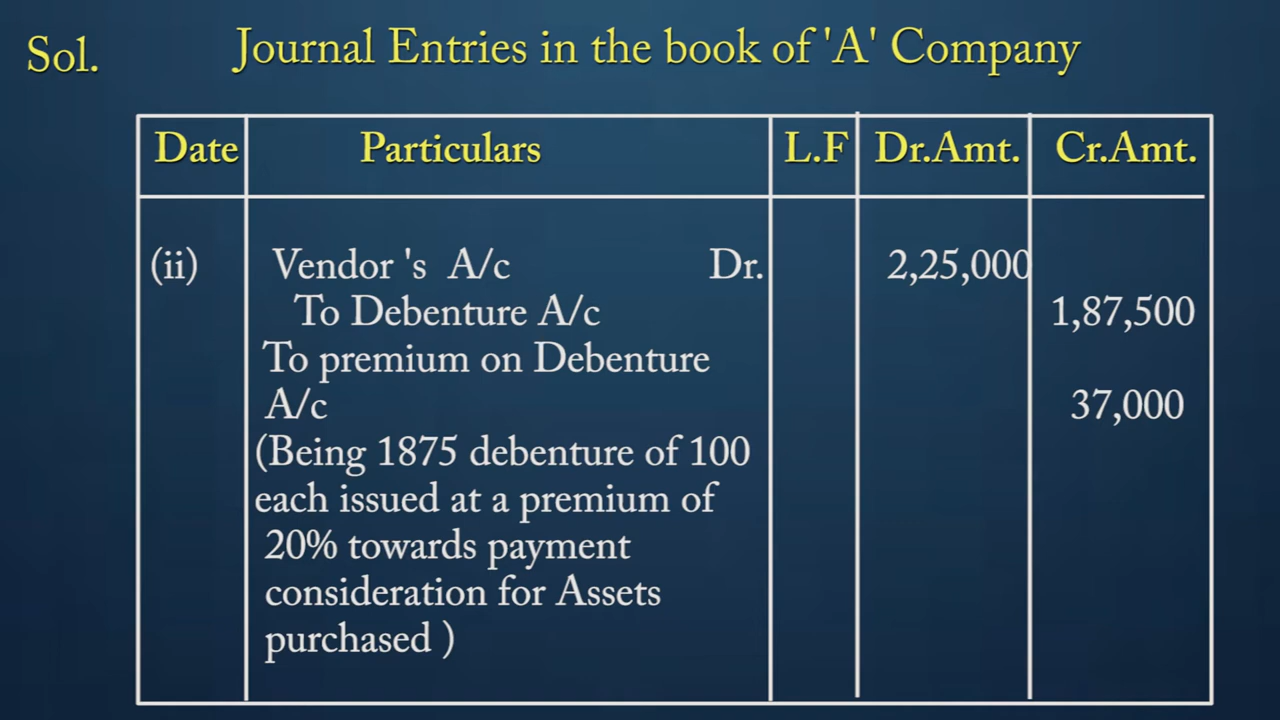 Sol. Journal Entries in the book of 'A' Company
Date Particulars L.F Dr.Amt. Cr.Amt.
(ii) Vendor 's A/c Dr. 2,25,000
To Debenture A/c 1,87,500
To premium on Debenture
A/c 37,000
(Being 1875 debenture of 100
each issued at a premium of
20% towards payment
consideration for Assets
purchased )